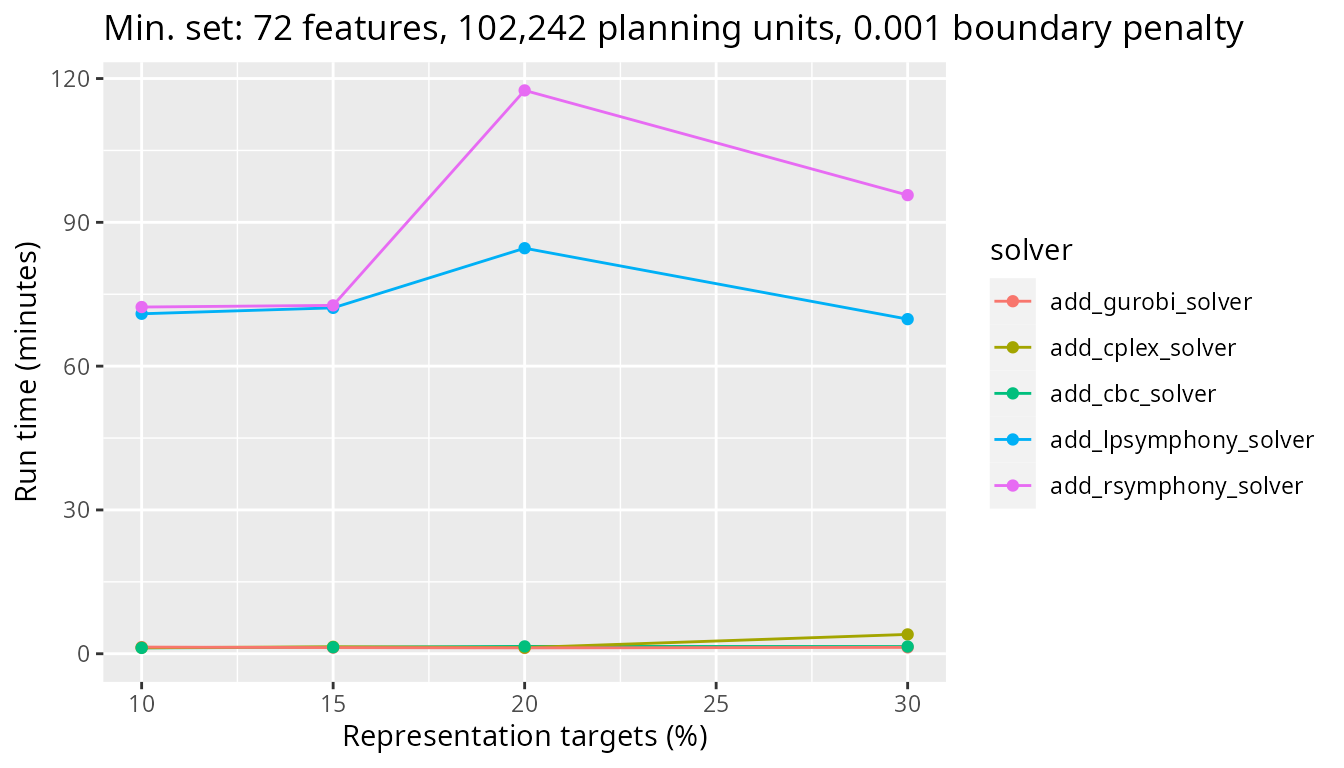 Min. set: 72 features, 102,242 planning units, 0.001 boundary penalty
Run time (minutes)
120
90
60
30
0
10 15 20 25 30
Representation targets (%)
solver
add_gurobi_solver
add_cplex_solver
add_cbc_solver
add_lpsymphony_solver
add_rsymphony_solver